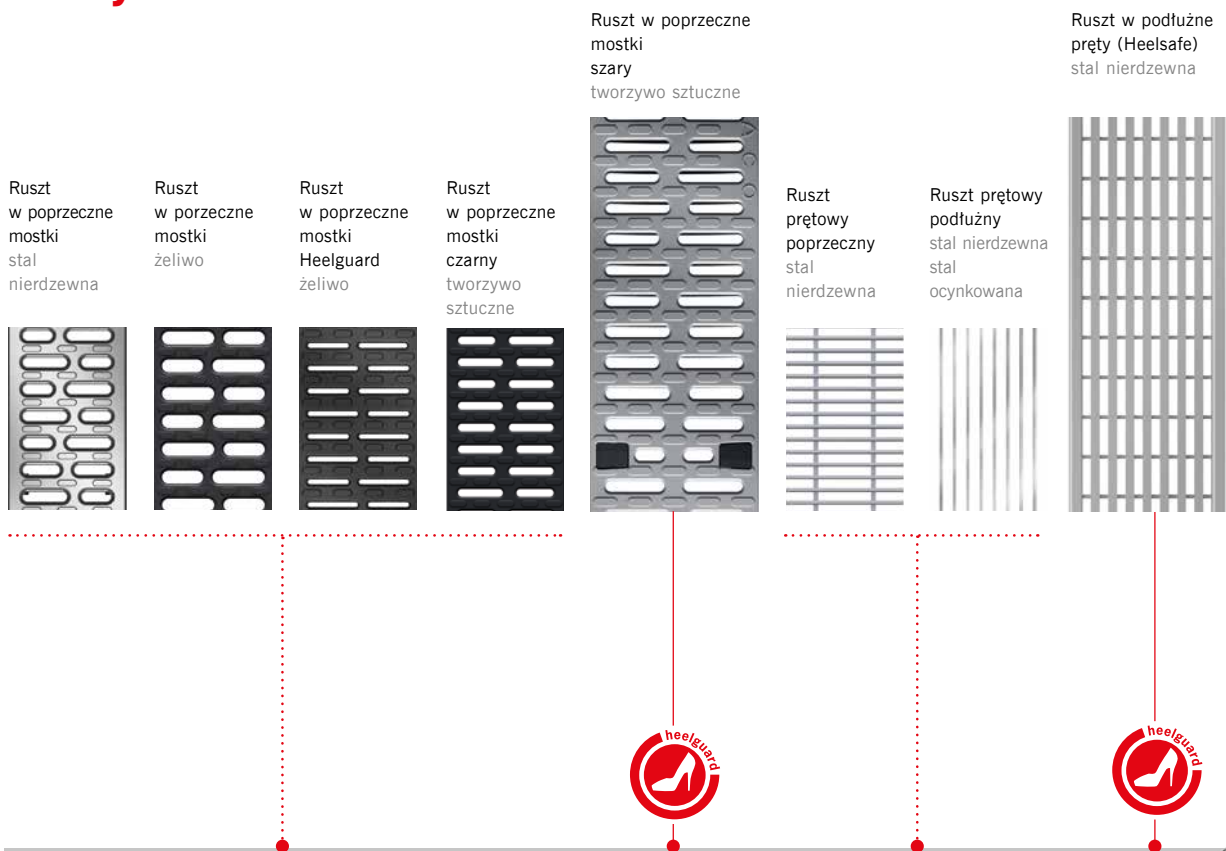 Ruszt w poprzeczne
mostki
szary
tworzywo sztuczne
Ruszt w podłużne
pręty (Heelsafe)
stal nierdzewna
Ruszt
w poprzeczne
mostki
stal
nierdzewna
Ruszt
w porzeczne
mostki
żeliwo
Ruszt
w poprzeczne
mostki
Heelguard
żeliwo
Ruszt
w poprzeczne
mostki
czarny
tworzywo
sztuczne
Ruszt
prętowy
poprzeczny
stal
nierdzewna
Ruszt prętowy
podłużny
stal nierdzewna
stal
ocynkowana
ACO
heelguard
heelguard